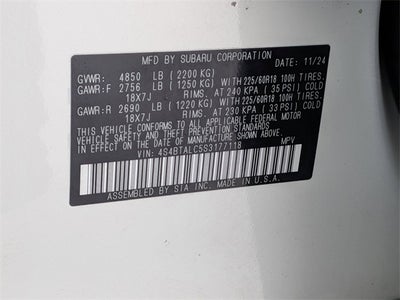 MFD BY SUBARU CORPORATION DATE: 11/24
GVWR: 4850 LB (2200 KG)
GAWR:F 2756 LB (1250 KG) WITH 225/60R18 100H TIRES,
18X7J RIMS, AT 240 KPA ( 35 PSI) COLD
GAWR:R 2690 LB (1220 KG) WITH 225/60R18 100H TIRES,
18X7J RIMS, AT 230 KPA ( 33 PSI) COLD
THIS VEHICLE CONFORMS TO ALL APPLICABLE FEDERAL MOTOR
VEHICLE SAFETY AND THEFT PREVENTION STANDARDS IN EFFECT ON
THE DATE OF MANUFACTURE SHOWN ABOVE.
VIN: 4S4BTALC5S3177118 MPV
ASSEMBLED BY SIA INC. MADE IN U.S.A.